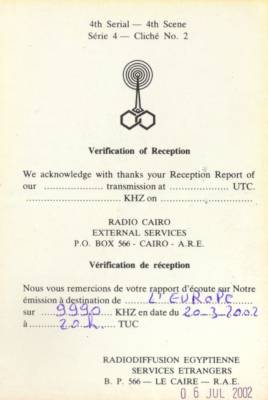 4th Serial — 4th Scene
Série 4 — Cliché No. 2
Verification of Reception
We acknowledge with thanks your Reception Report of
our ..................... transmission at .................... UTC.
................................ KHZ on ............................
RADIO CAIRO
EXTERNAL SERVICES
P.O. BOX 566 - CAIRO - A.R.E.
Vérification de réception
Nous vous remercions de votre rapport d'écoute sur Notre
émission à destination de ........ L'EUROPE ........
sur .... 9990 .... KHZ en date du 20-3-2002
à ..... 20 h. ..... TUC
RADIODIFFUSION EGYPTIENNE
SERVICES ETRANGERS
B. P. 566 — LE CAIRE — R.A.E.
06 JUL 2002